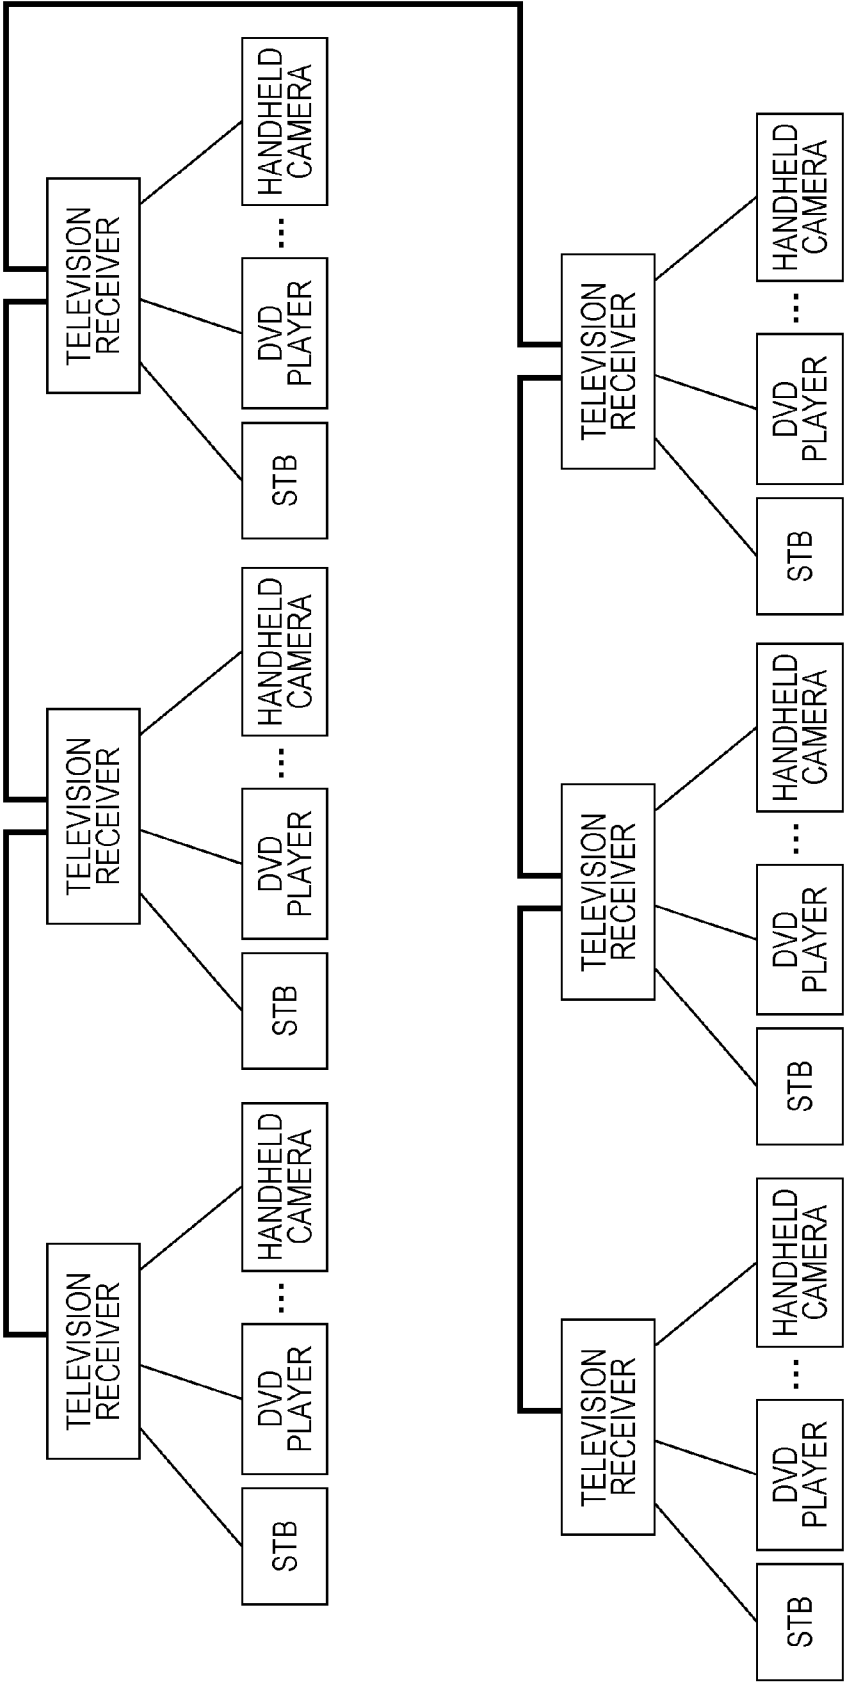 TELEVISION
RECEIVER
STB
DVD
PLAYER
...
HANDHELD
CAMERA
TELEVISION
RECEIVER
STB
DVD
PLAYER
...
HANDHELD
CAMERA
TELEVISION
RECEIVER
STB
DVD
PLAYER
...
HANDHELD
CAMERA
TELEVISION
RECEIVER
STB
DVD
PLAYER
...
HANDHELD
CAMERA
TELEVISION
RECEIVER
STB
DVD
PLAYER
...
HANDHELD
CAMERA
TELEVISION
RECEIVER
STB
DVD
PLAYER
...
HANDHELD
CAMERA